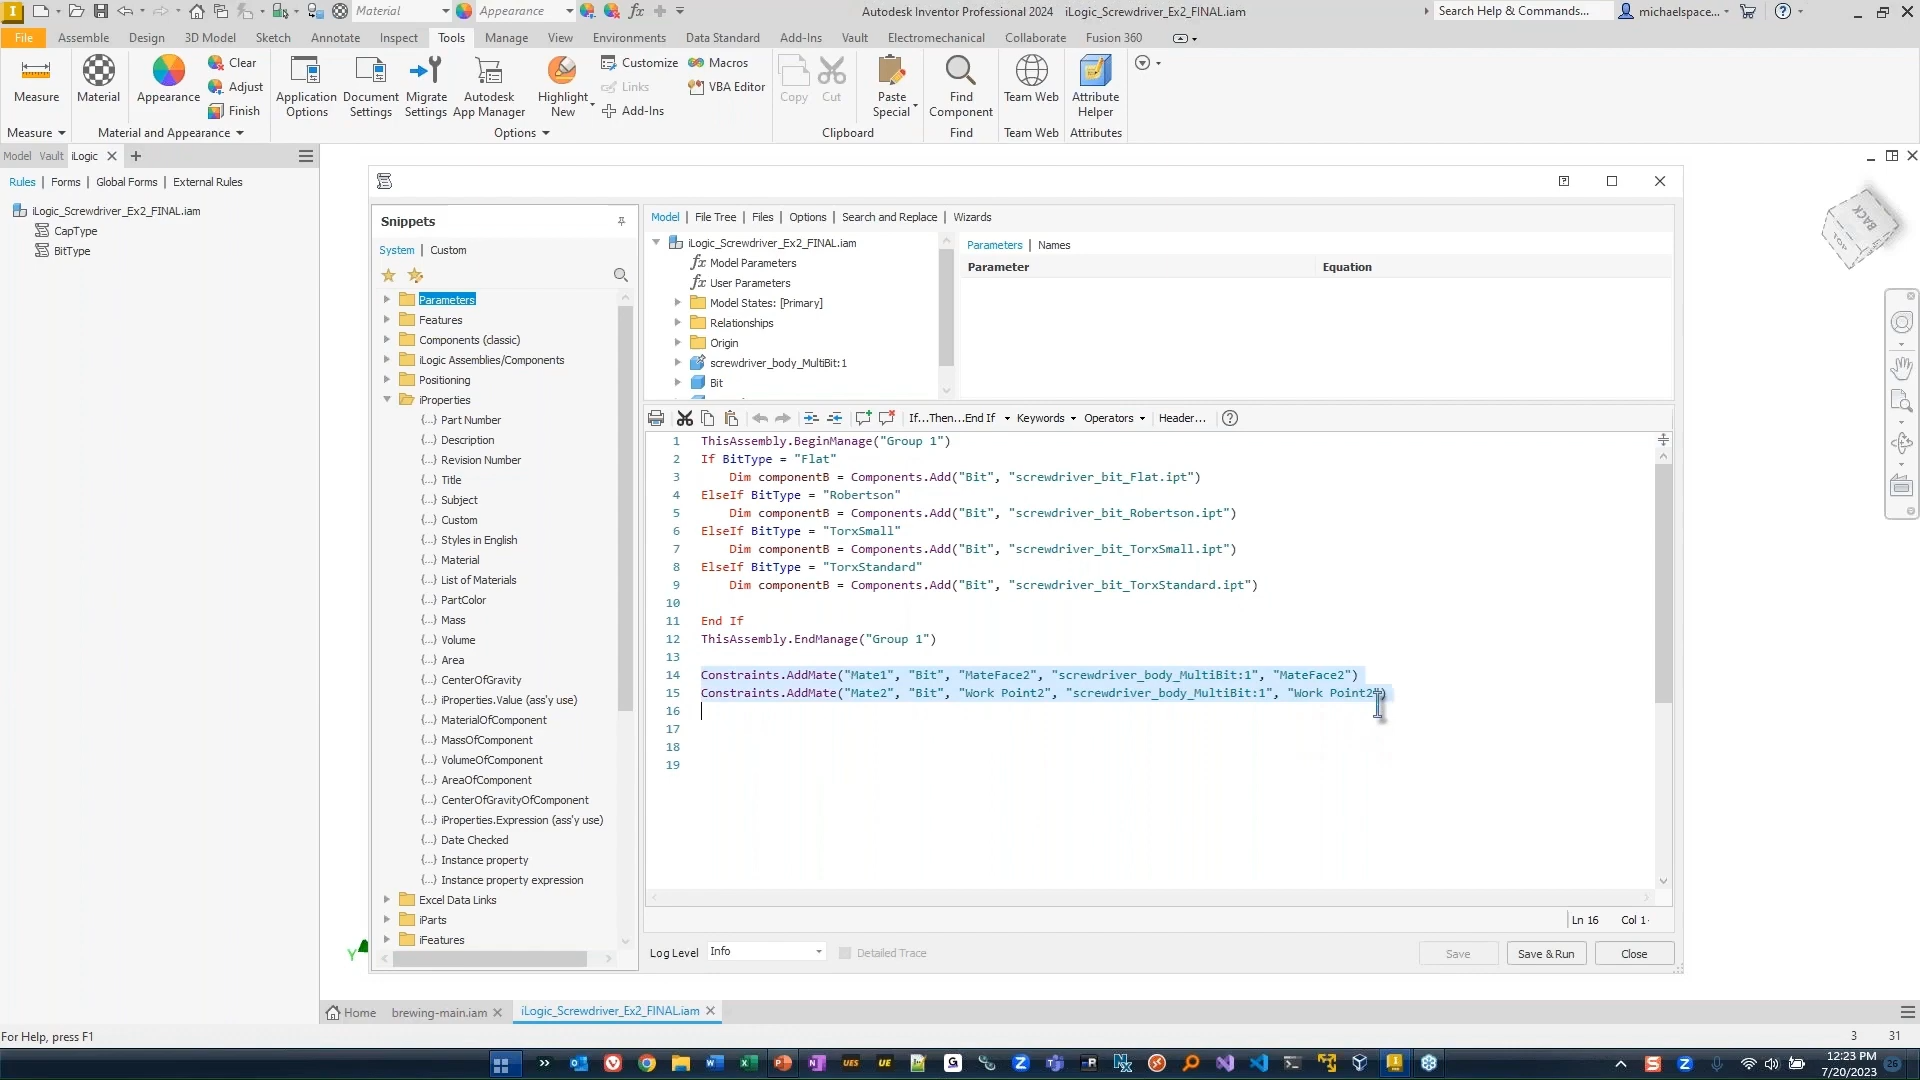 Material
Appearance
Autodesk Inventor Professional 2024 iLogic_Screwdriver_Ex2_FINAL.iam
Search Help & Commands...
michaelspace...
File
Assemble
Design
3D Model
Sketch
Annotate
Inspect
Tools
Manage
View
Environments
Data Standard
Add-Ins
Vault
Electromechanical
Collaborate
Fusion 360
Measure
Material
Appearance
Clear
Adjust
Finish
Application Options
Document Settings
Migrate Settings
Autodesk App Manager
Highlight New
Customize
Links
Add-Ins
Macros
VBA Editor
Copy
Cut
Paste Special
Find Component
Team Web
Attribute Helper
Measure
Material and Appearance
Options
Clipboard
Find
Team Web
Attributes
Model
Vault
iLogic
Rules | Forms | Global Forms | External Rules
iLogic_Screwdriver_Ex2_FINAL.iam
CapType
BitType
Snippets
System | Custom
Parameters
Features
Components (classic)
iLogic Assemblies/Components
Positioning
iProperties
{...} Part Number
{...} Description
{...} Revision Number
{...} Title
{...} Subject
{...} Custom
{...} Styles in English
{...} Material
{...} List of Materials
{...} PartColor
{...} Mass
{...} Volume
{...} Area
{...} CenterOfGravity
{...} iProperties.Value (ass'y use)
{...} MaterialOfComponent
{...} MassOfComponent
{...} VolumeOfComponent
{...} AreaOfComponent
{...} CenterOfGravityOfComponent
{...} iProperties.Expression (ass'y use)
{...} Date Checked
{...} Instance property
{...} Instance property expression
Excel Data Links
iParts
iFeatures
Model | File Tree | Files | Options | Search and Replace | Wizards
iLogic_Screwdriver_Ex2_FINAL.iam
fx Model Parameters
fx User Parameters
Model States: [Primary]
Relationships
Origin
screwdriver_body_MultiBit:1
Bit
Parameters | Names
Parameter
Equation
If...Then...End If
Keywords
Operators
Header...
1 ThisAssembly.BeginManage("Group 1")
2 If BitType = "Flat"
3 Dim componentB = Components.Add("Bit", "screwdriver_bit_Flat.ipt")
4 ElseIf BitType = "Robertson"
5 Dim componentB = Components.Add("Bit", "screwdriver_bit_Robertson.ipt")
6 ElseIf BitType = "TorxSmall"
7 Dim componentB = Components.Add("Bit", "screwdriver_bit_TorxSmall.ipt")
8 ElseIf BitType = "TorxStandard"
9 Dim componentB = Components.Add("Bit", "screwdriver_bit_TorxStandard.ipt")
10
11 End If
12 ThisAssembly.EndManage("Group 1")
13
14 Constraints.AddMate("Mate1", "Bit", "MateFace2", "screwdriver_body_MultiBit:1", "MateFace2")
15 Constraints.AddMate("Mate2", "Bit", "Work Point2", "screwdriver_body_MultiBit:1", "Work Point2")
16
17
18
19
Ln 16 Col 1
Log Level
Info
Detailed Trace
Save
Save & Run
Close
BACK
TOP
Y
Home
brewing-main.iam
iLogic_Screwdriver_Ex2_FINAL.iam
For Help, press F1
3
31
12:23 PM
7/20/2023